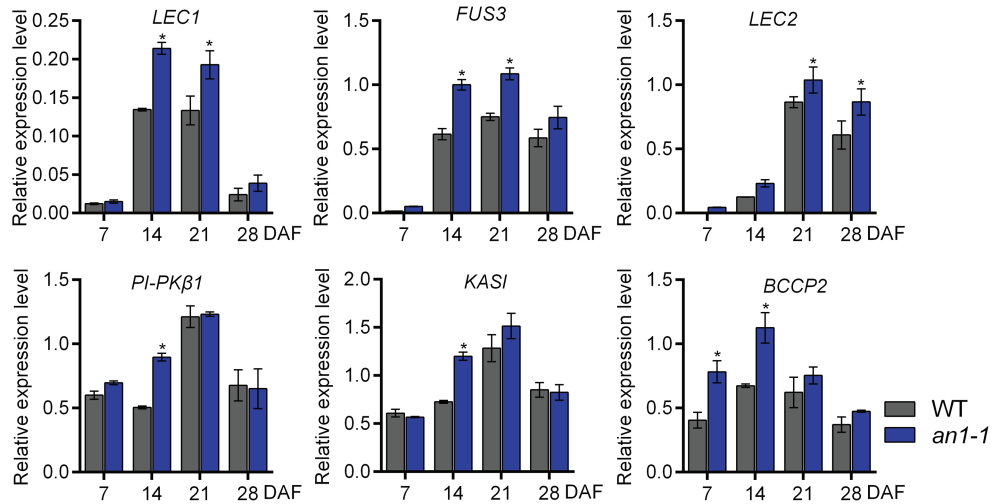 LEC1
Relative expression level
0.25
0.20
0.15
0.10
0.05
0.00
7 14 21 28 DAF
*
*
FUS3
Relative expression level
1.5
1.0
0.5
0.0
7 14 21 28 DAF
*
*
LEC2
Relative expression level
1.5
1.0
0.5
0.0
7 14 21 28 DAF
*
*
PI-PKβ1
Relative expression level
1.5
1.0
0.5
0.0
7 14 21 28 DAF
*
KASI
Relative expression level
2.0
1.5
1.0
0.5
0.0
7 14 21 28 DAF
*
BCCP2
Relative expression level
1.5
1.0
0.5
0.0
7 14 21 28 DAF
*
*
WT
an1-1